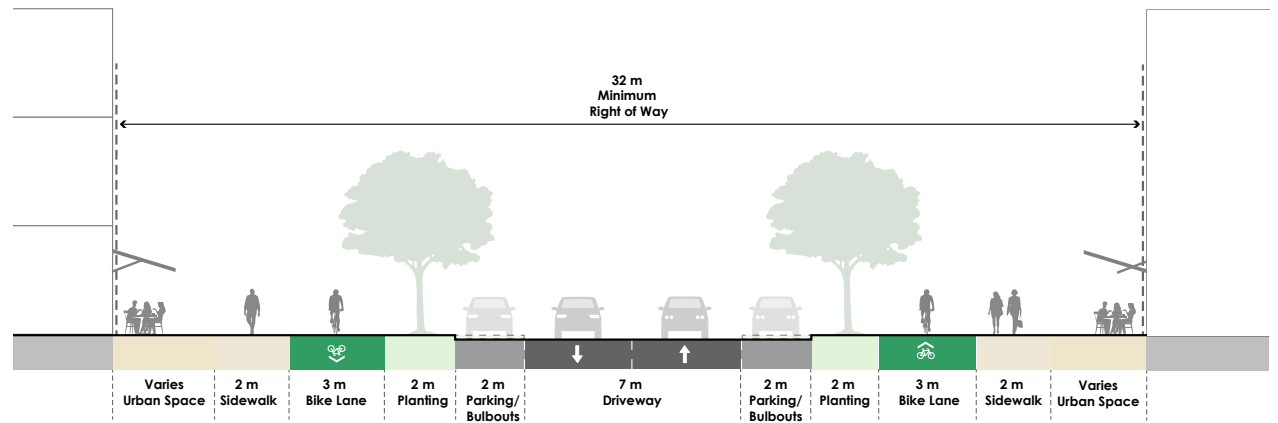 32 m
Minimum
Right of Way
Varies
Urban Space
2 m
Sidewalk
3 m
Bike Lane
2 m
Planting
2 m
Parking/
Bulbouts
7 m
Driveway
2 m
Parking/
Bulbouts
2 m
Planting
3 m
Bike Lane
2 m
Sidewalk
Varies
Urban Space